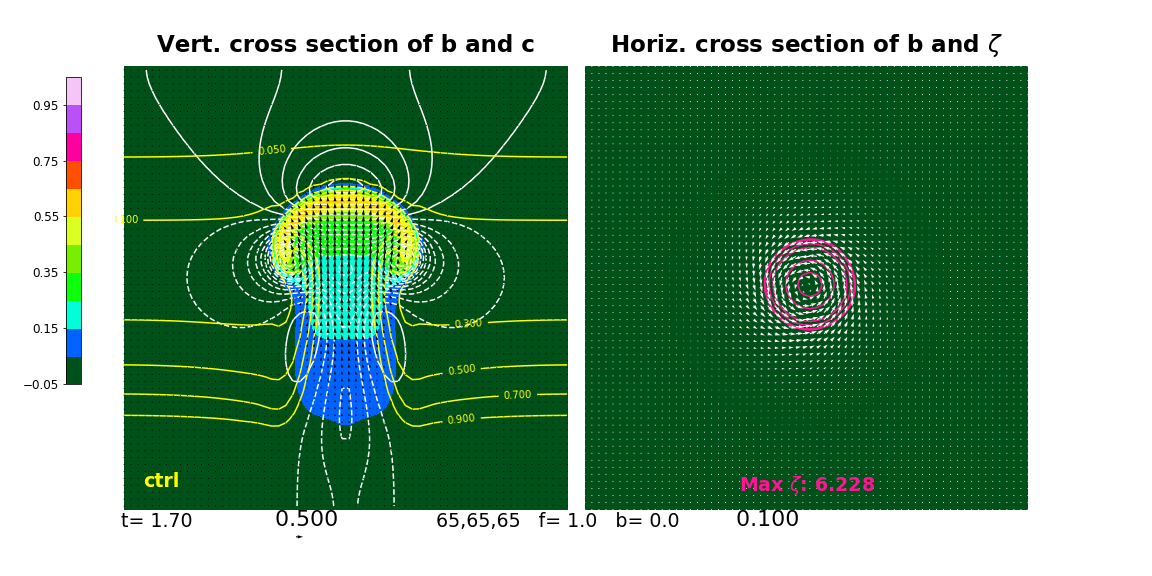 Vert. cross section of b and c
Horiz. cross section of b and ζ
0.95
0.75
0.55
0.35
0.15
−0.05
0.050
.100
0.300
0.500
0.700
0.900
ctrl
Max ζ: 6.228
t= 1.70 0.500 65,65,65 f= 1.0 b= 0.0 0.100